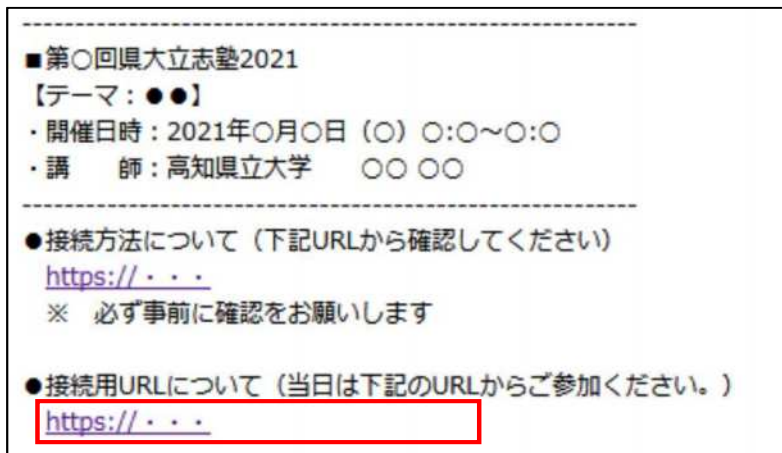 ■第○回県大立志塾2021
【テーマ：●●】
・開催日時：2021年○月○日（○）○:○～○:○
・講　　師：高知県立大学　　○○ ○○
●接続方法について（下記URLから確認してください）
https://・・・
※　必ず事前に確認をお願いします
●接続用URLについて（当日は下記のURLからご参加ください。）
https://・・・